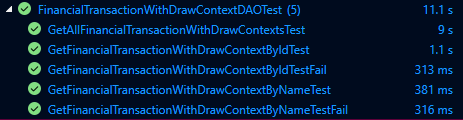 FinancialTransactionWithDrawContextDAOTest (5) 11.1 s
GetAllFinancialTransactionWithDrawContextsTest 9 s
GetFinancialTransactionWithDrawContextByIdTest 1.1 s
GetFinancialTransactionWithDrawContextByIdTestFail 313 ms
GetFinancialTransactionWithDrawContextByNameTest 381 ms
GetFinancialTransactionWithDrawContextByNameTestFail 316 ms